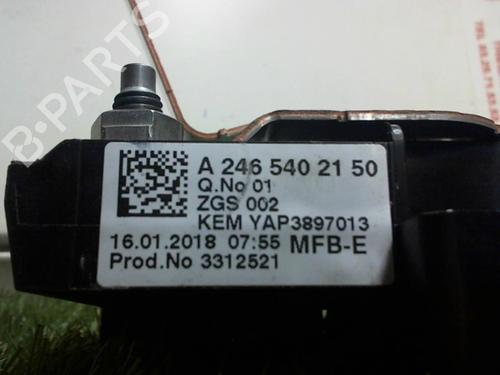 A 246 540 21 50
Q.No 01
ZGS 002
KEM YAP3897013
16.01.2018 07:55 MFB-E
Prod.No 3312521
B-PARTS